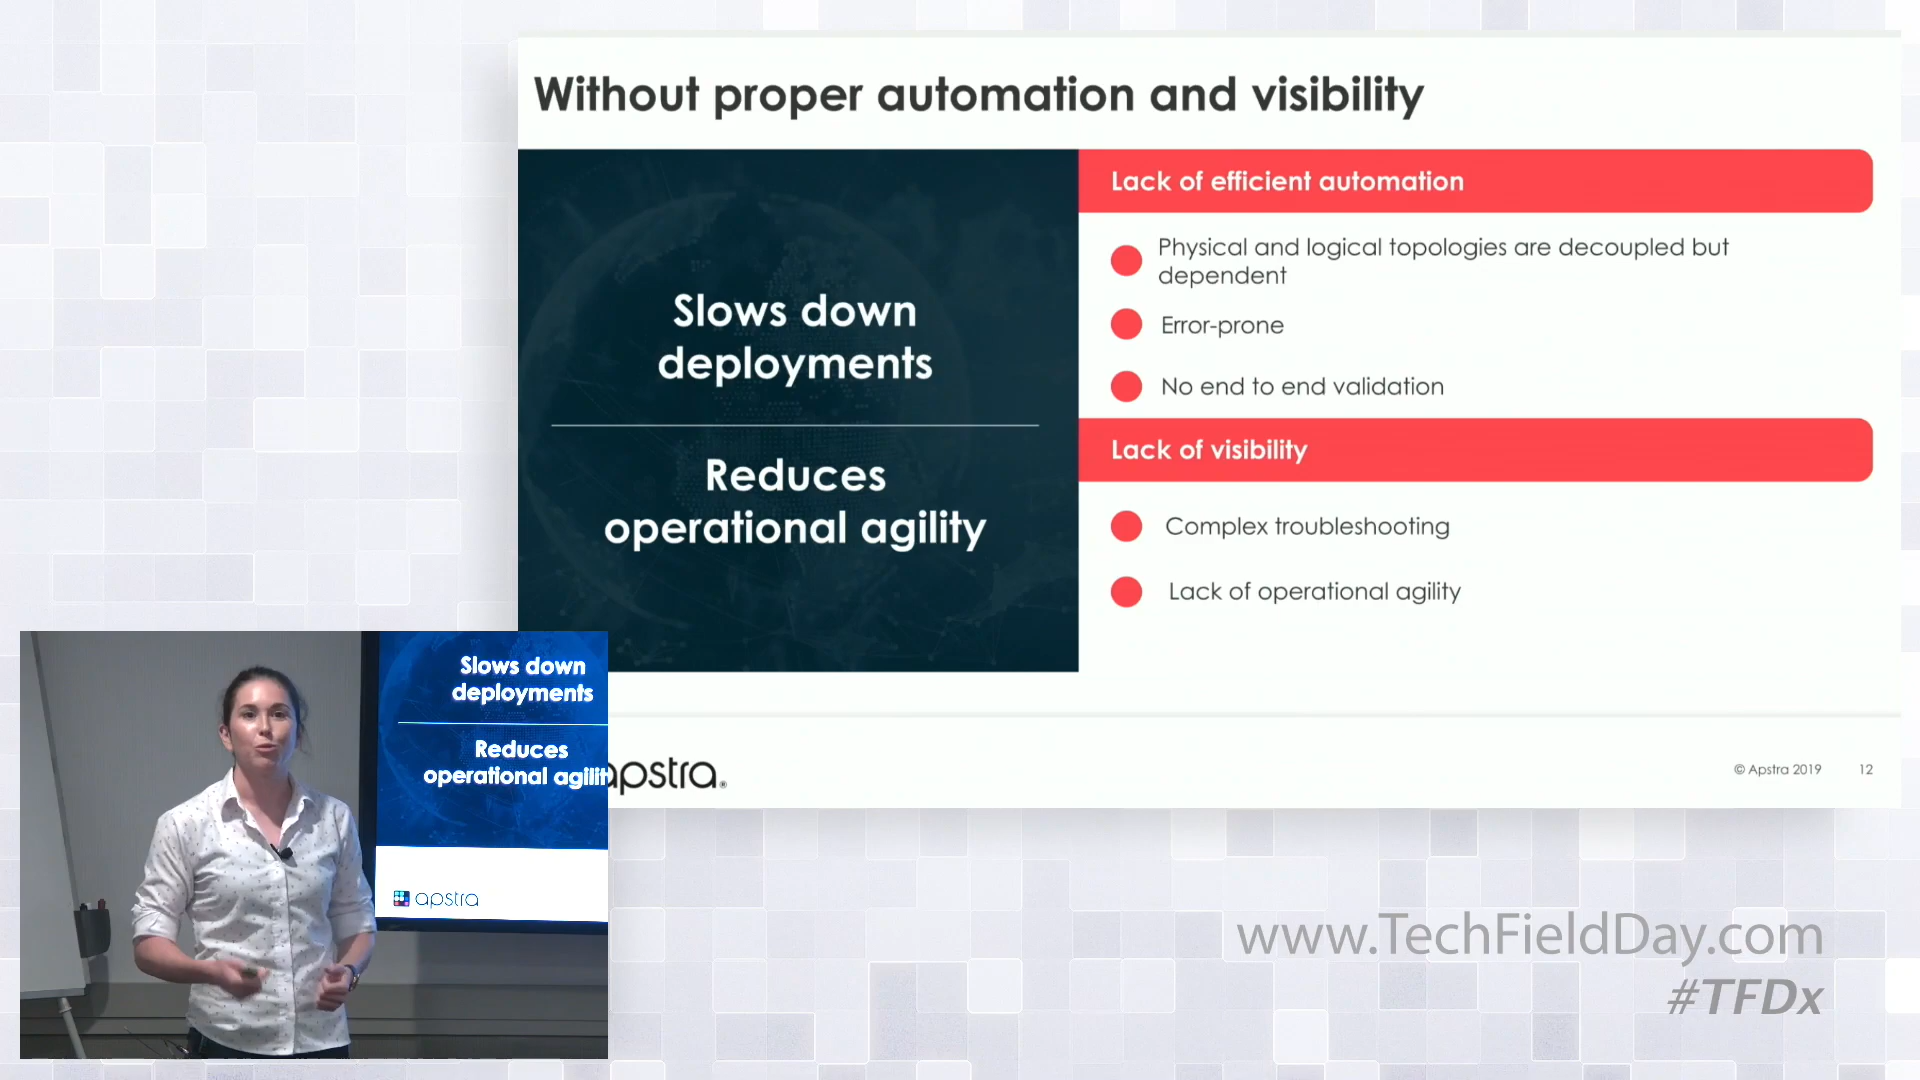 Without proper automation and visibility
Slows down
deployments
Reduces
operational agility
Lack of efficient automation
Physical and logical topologies are decoupled but
dependent
Error-prone
No end to end validation
Lack of visibility
Complex troubleshooting
Lack of operational agility
apstra®
© Apstra 2019
12
Slows down
deployments
Reduces
operational agilit
apstra
www.TechFieldDay.com
#TFDx